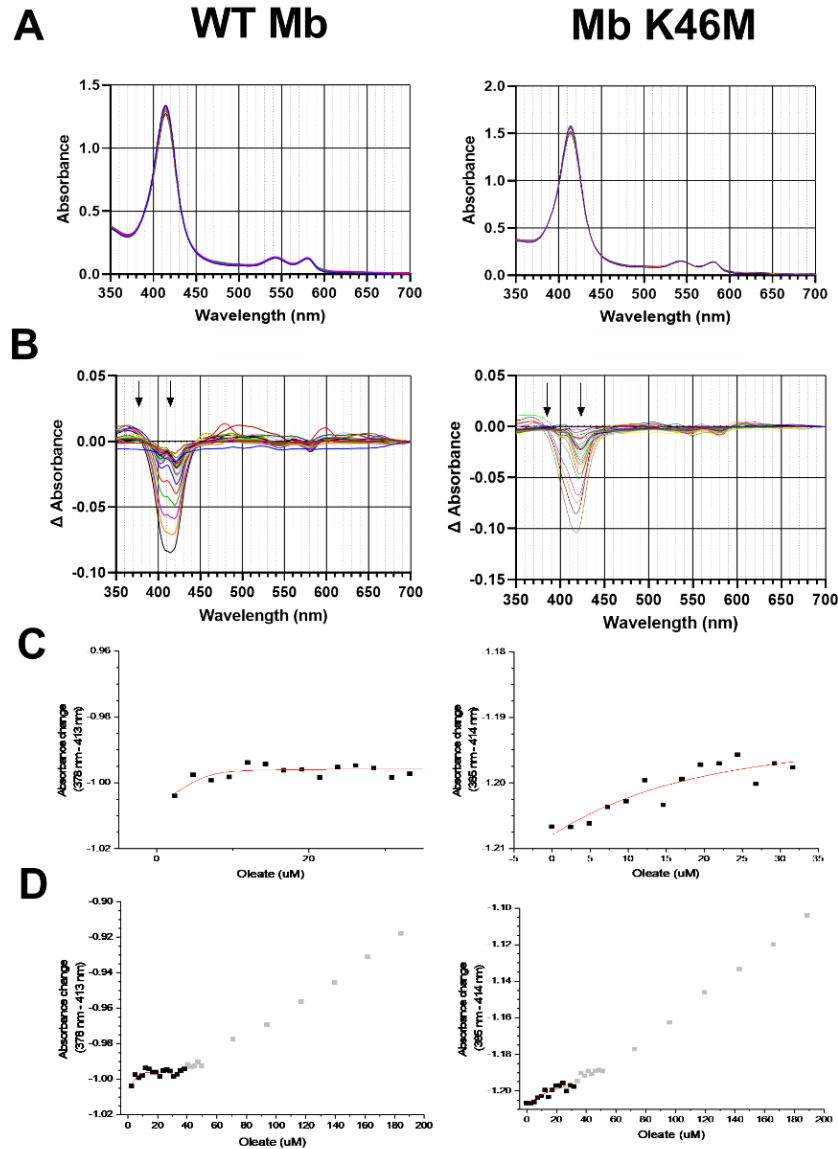 A
WT Mb
Mb K46M
1.5
1.0
0.5
0.0
Absorbance
350 400 450 500 550 600 650 700
Wavelength (nm)
2.0
1.5
1.0
0.5
0.0
Absorbance
350 400 450 500 550 600 650 700
Wavelength (nm)
B
0.05
0.00
-0.05
-0.10
Δ Absorbance
350 400 450 500 550 600 650 700
Wavelength (nm)
0.05
0.00
-0.05
-0.10
-0.15
Δ Absorbance
350 400 450 500 550 600 650 700
Wavelength (nm)
C
-0.96
-0.98
-1.00
-1.02
Absorbance change
(378 nm - 413 nm)
0 20
Oleate (uM)
-1.18
-1.19
-1.20
-1.21
Absorbance change
(385 nm - 414 nm)
-5 0 5 10 15 20 25 30 35
Oleate (uM)
D
-0.90
-0.92
-0.94
-0.96
-0.98
-1.00
-1.02
Absorbance change
(378 nm - 413 nm)
0 20 40 60 80 100 120 140 160 180 200
Oleate (uM)
-1.10
-1.12
-1.14
-1.16
-1.18
-1.20
Absorbance change
(385 nm - 414 nm)
0 20 40 60 80 100 120 140 160 180 200
Oleate (uM)